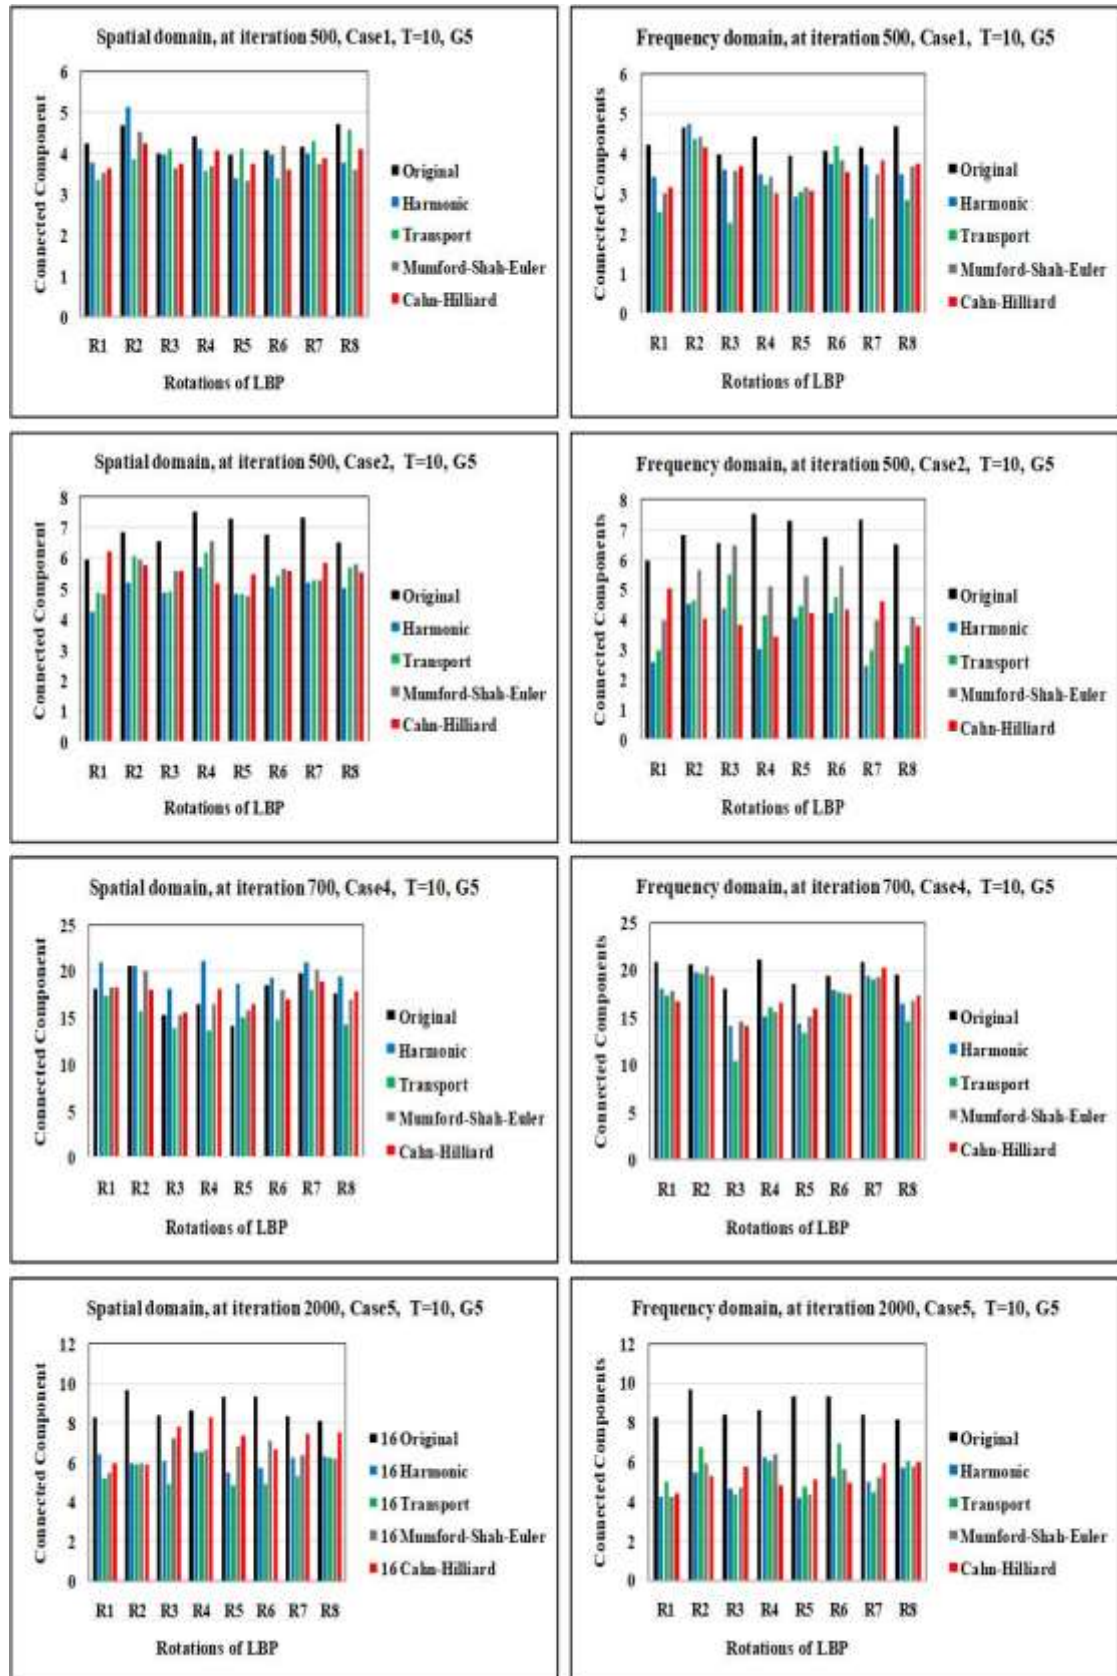 Spatial domain, at iteration 500, Case1, T=10, G5
Connected Component
6
5
4
3
2
1
0
R1 R2 R3 R4 R5 R6 R7 R8
Rotations of LBP
Original
Harmonic
Transport
Mumford-Shah-Euler
Cahn-Hilliard
Frequency domain, at iteration 500, Case1, T=10, G5
Connected Components
6
5
4
3
2
1
0
R1 R2 R3 R4 R5 R6 R7 R8
Rotations of LBP
Original
Harmonic
Transport
Mumford-Shah-Euler
Cahn-Hilliard
Spatial domain, at iteration 500, Case2, T=10, G5
Connected Component
8
7
6
5
4
3
2
1
0
R1 R2 R3 R4 R5 R6 R7 R8
Rotations of LBP
Original
Harmonic
Transport
Mumford-Shah-Euler
Cahn-Hilliard
Frequency domain, at iteration 500, Case2, T=10, G5
Connected Components
8
7
6
5
4
3
2
1
0
R1 R2 R3 R4 R5 R6 R7 R8
Rotations of LBP
Original
Harmonic
Transport
Mumford-Shah-Euler
Cahn-Hilliard
Spatial domain, at iteration 700, Case4, T=10, G5
Connected Component
25
20
15
10
5
0
R1 R2 R3 R4 R5 R6 R7 R8
Rotations of LBP
Original
Harmonic
Transport
Mumford-Shah-Euler
Cahn-Hilliard
Frequency domain, at iteration 700, Case4, T=10, G5
Connected Components
25
20
15
10
5
0
R1 R2 R3 R4 R5 R6 R7 R8
Rotations of LBP
Original
Harmonic
Transport
Mumford-Shah-Euler
Cahn-Hilliard
Spatial domain, at iteration 2000, Case5, T=10, G5
Connected Component
12
10
8
6
4
2
0
R1 R2 R3 R4 R5 R6 R7 R8
Rotations of LBP
16 Original
16 Harmonic
16 Transport
16 Mumford-Shah-Euler
16 Cahn-Hilliard
Frequency domain, at iteration 2000, Case5, T=10, G5
Connected Components
12
10
8
6
4
2
0
R1 R2 R3 R4 R5 R6 R7 R8
Rotations of LBP
Original
Harmonic
Transport
Mumford-Shah-Euler
Cahn-Hilliard